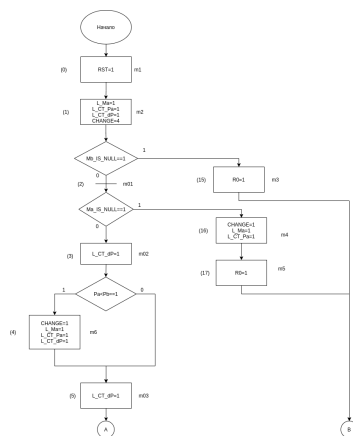 Начало
(0)
RST=1
m1
(1)
L_Ma=1
L_CT_Pa=1
L_CT_dP=1
CHANGE=4
m2
Mb_IS_NULL==1
1
0
(2)
m01
(15)
R0=1
m3
Ma_IS_NULL==1
1
0
(16)
CHANGE=1
L_Ma=1
L_CT_Pa=1
m4
(3)
L_CT_dP=1
m02
(17)
R0=1
m5
Pa<Pb==1
1
0
(4)
CHANGE=1
L_Ma=1
L_CT_Pa=1
L_CT_dP=1
m6
(5)
L_CT_dP=1
m03
A
B